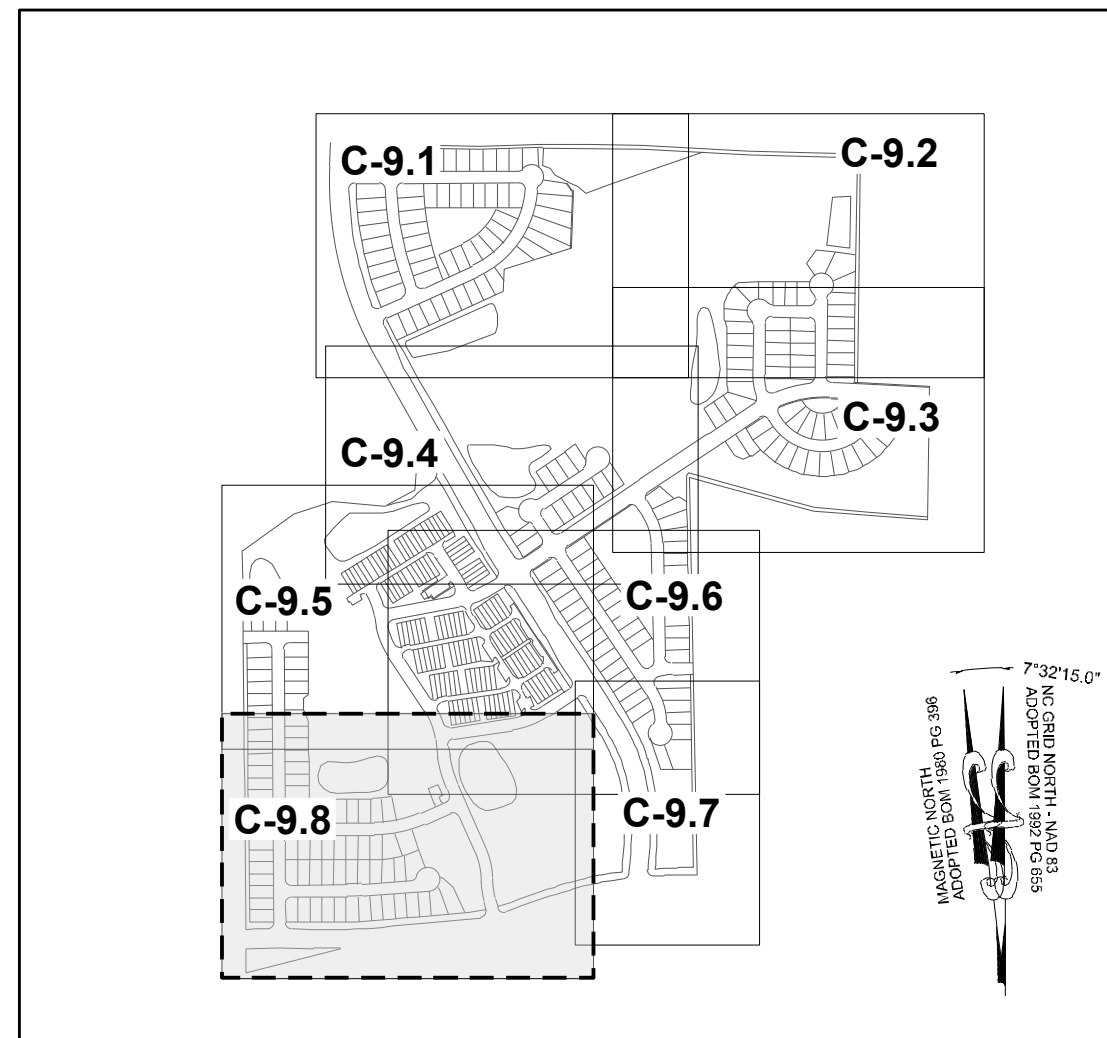 C-9.1
C-9.2
C-9.3
C-9.4
C-9.5
C-9.6
C-9.7
C-9.8
7°32'15.0"
MAGNETIC NORTH
ADOPTED BOM 1980 PG 396
NC GRID NORTH - NAD 83
ADOPTED BOM 1992 PG 655